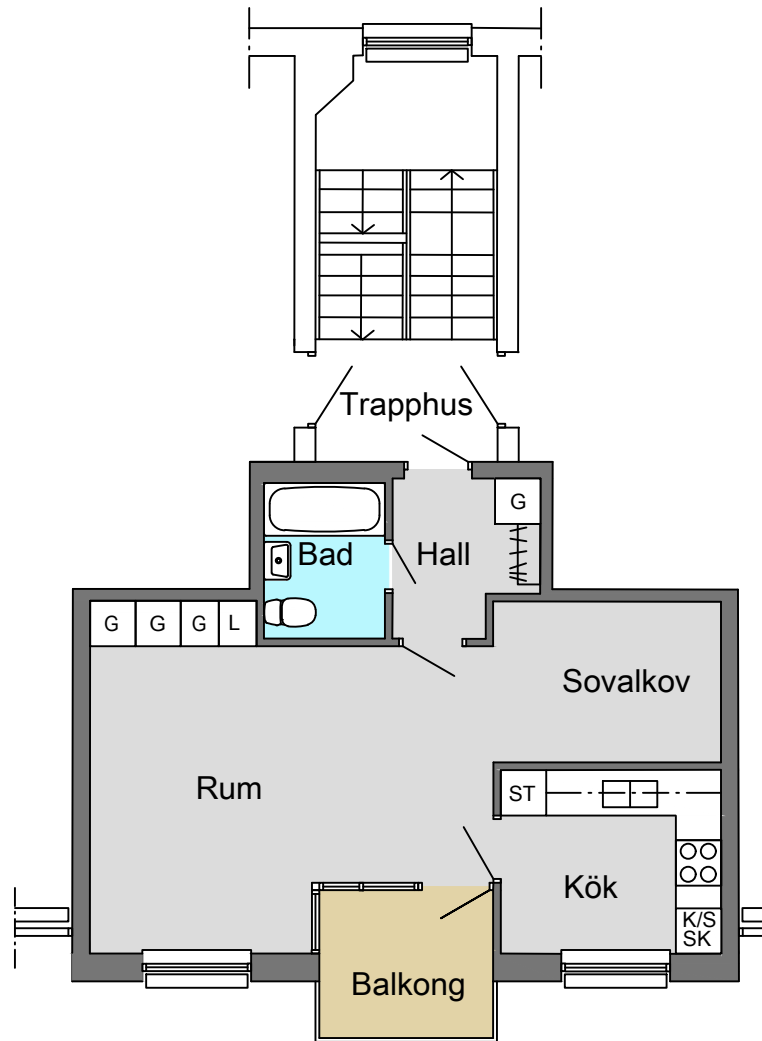 Trapphus
G
Bad
Hall
G
G
G
L
Sovalkov
Rum
ST
Kök
K/S
SK
Balkong